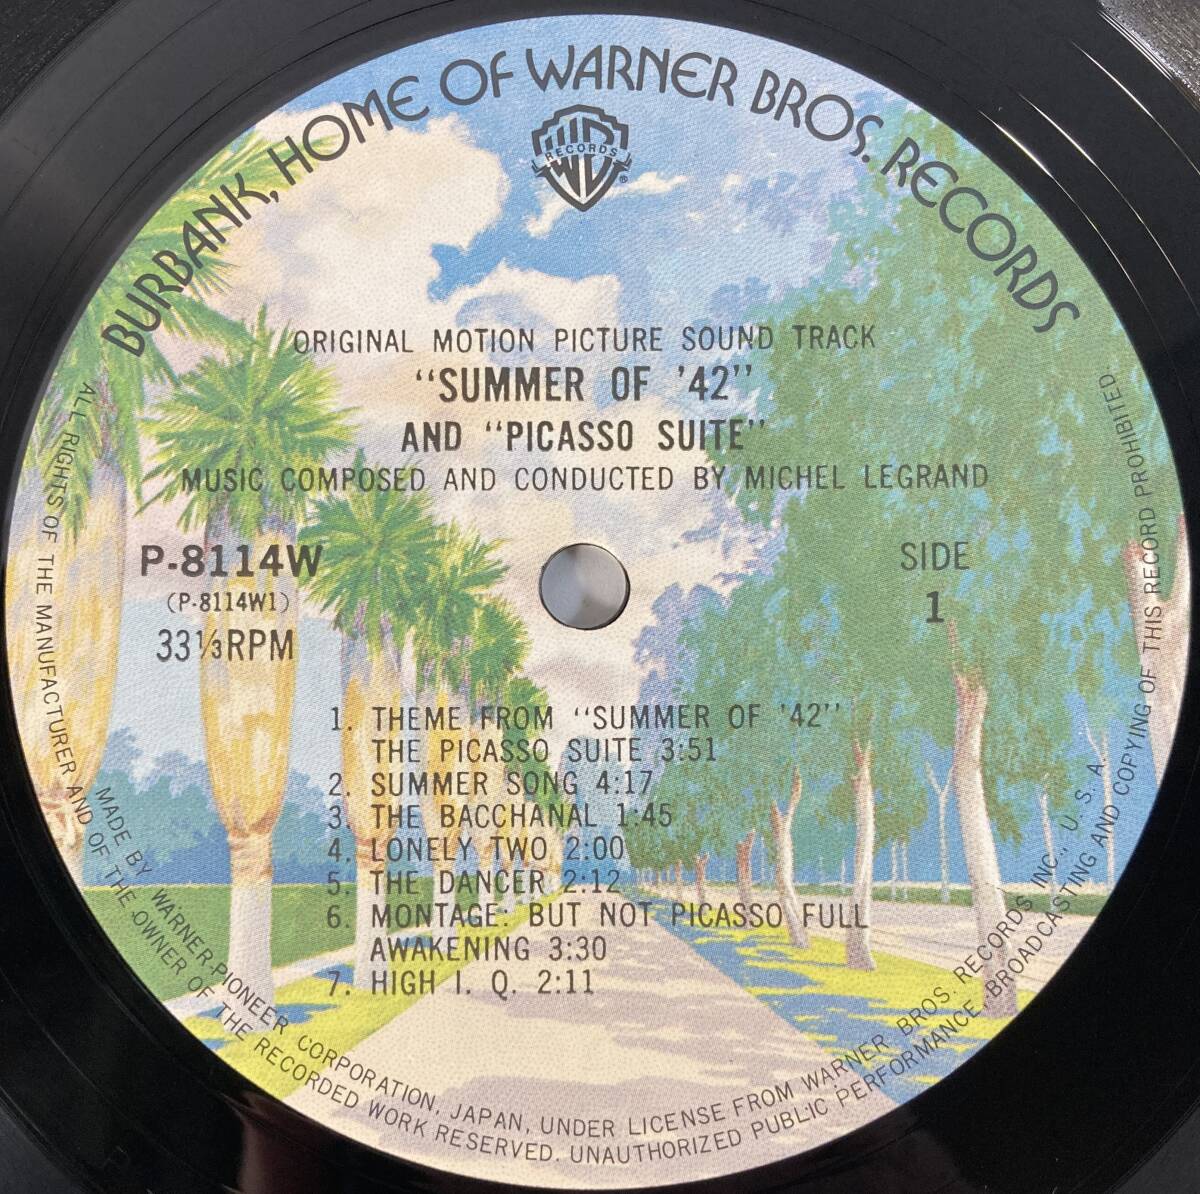 BURBANK, HOME OF WARNER BROS. RECORDS
WB
RECORDS
®
ORIGINAL MOTION PICTURE SOUND TRACK
“SUMMER OF '42”
AND “PICASSO SUITE”
MUSIC COMPOSED AND CONDUCTED BY MICHEL LEGRAND
P-8114W
(P-8114W1)
33⅓RPM
SIDE
1
1. THEME FROM “SUMMER OF '42”
THE PICASSO SUITE 3:51
2. SUMMER SONG 4:17
3. THE BACCHANAL 1:45
4. LONELY TWO 2:00
5. THE DANCER 2:12
6. MONTAGE: BUT NOT PICASSO FULL
AWAKENING 3:30
7. HIGH I. Q. 2:11
MADE BY WARNER-PIONEER CORPORATION, JAPAN, UNDER LICENSE FROM WARNER BROS. RECORDS INC., U. S. A.
ALL RIGHTS OF THE MANUFACTURER AND OF THE OWNER OF THE RECORDED WORK RESERVED. UNAUTHORIZED PUBLIC PERFORMANCE, BROADCASTING AND COPYING OF THIS RECORD PROHIBITED